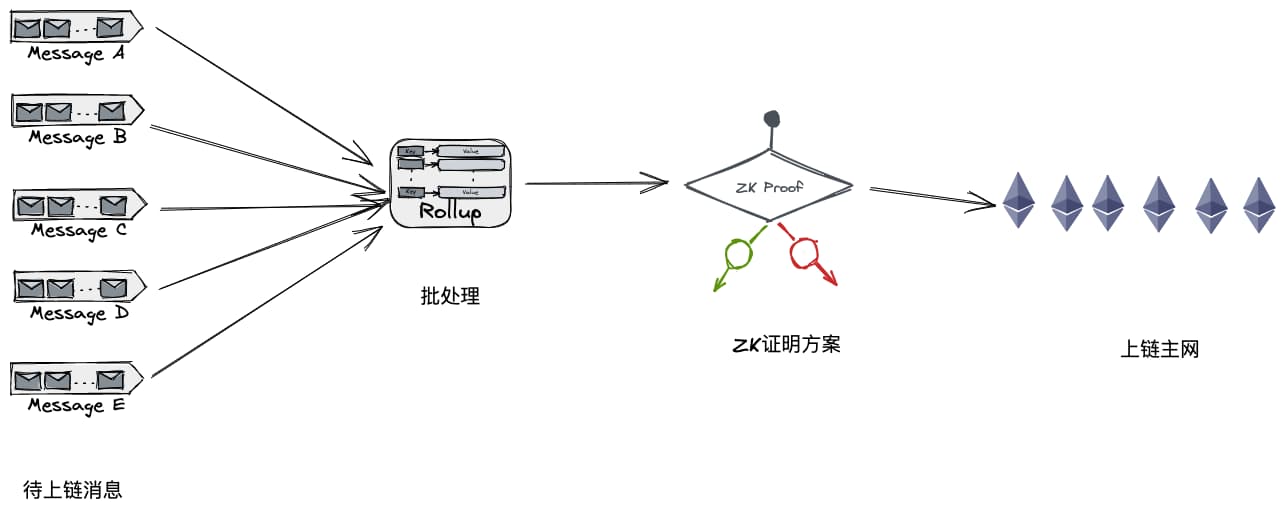 Message A
Message B
Message C
Message D
Message E
待上链消息
Key
Value
Value
Key
Value
Rollup
批处理
ZK Proof
ZK证明方案
上链主网